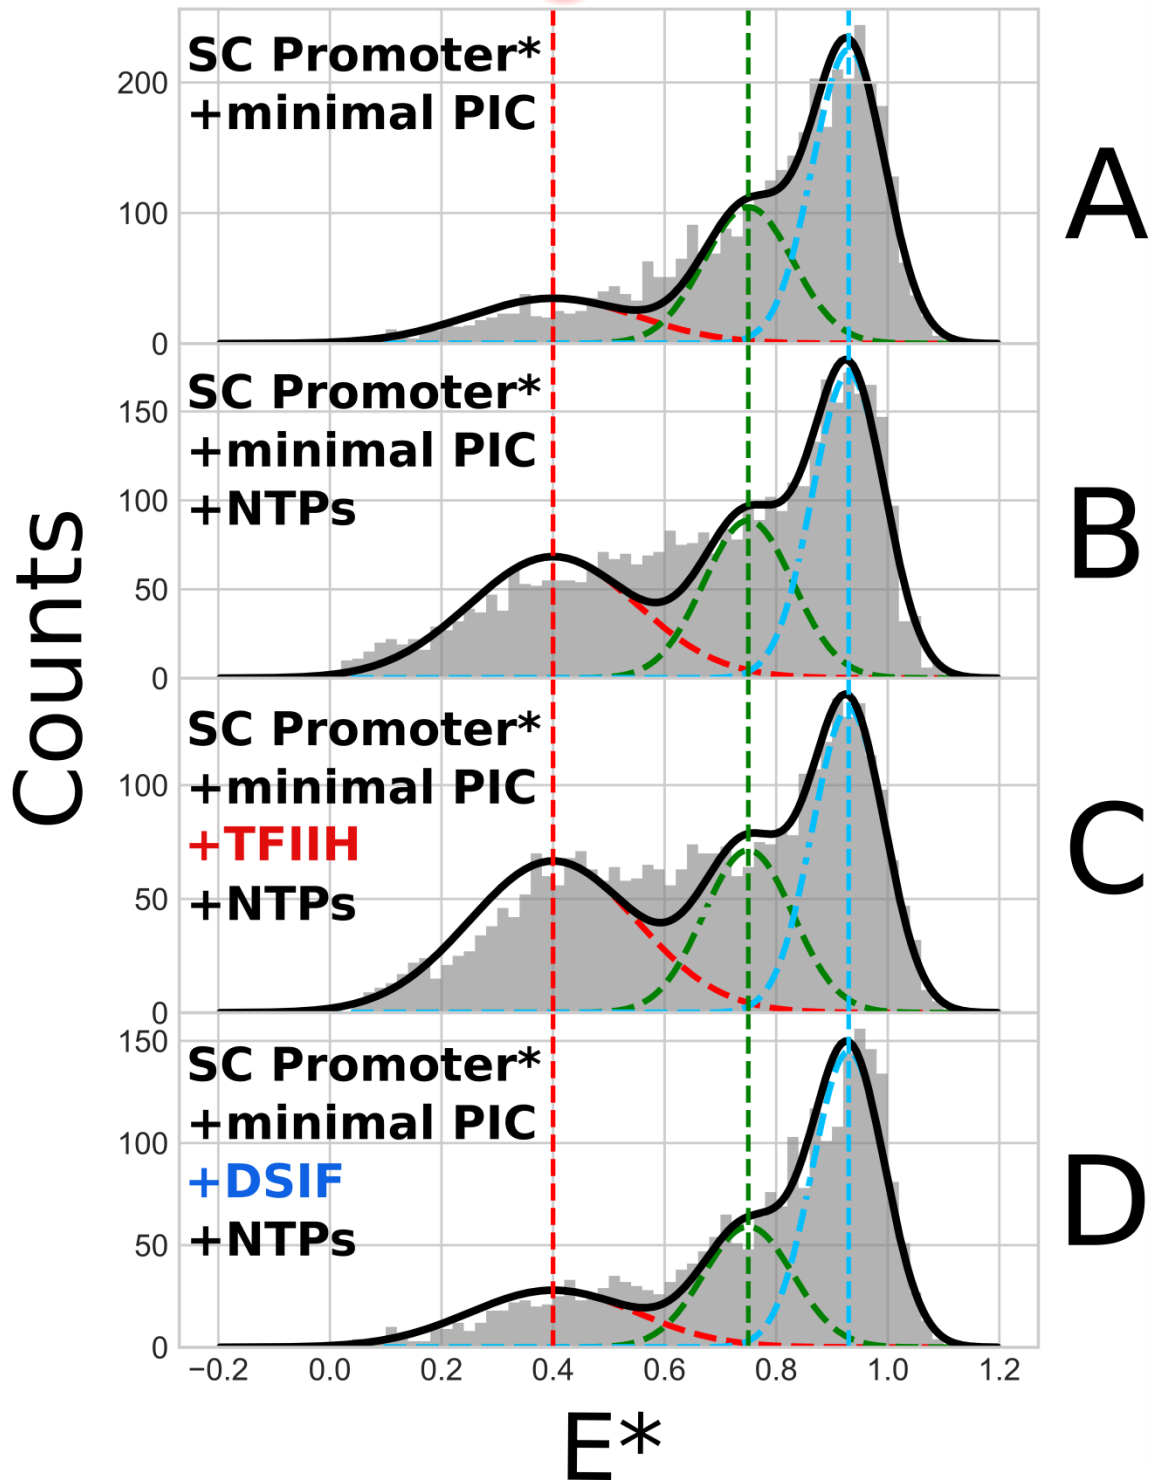 SC Promoter*
+minimal PIC
200
100
0
A
SC Promoter*
+minimal PIC
+NTPs
150
100
50
0
B
Counts
SC Promoter*
+minimal PIC
+TFIIH
+NTPs
100
50
0
C
SC Promoter*
+minimal PIC
+DSIF
+NTPs
150
100
50
0
D
−0.2 0.0 0.2 0.4 0.6 0.8 1.0 1.2
E*